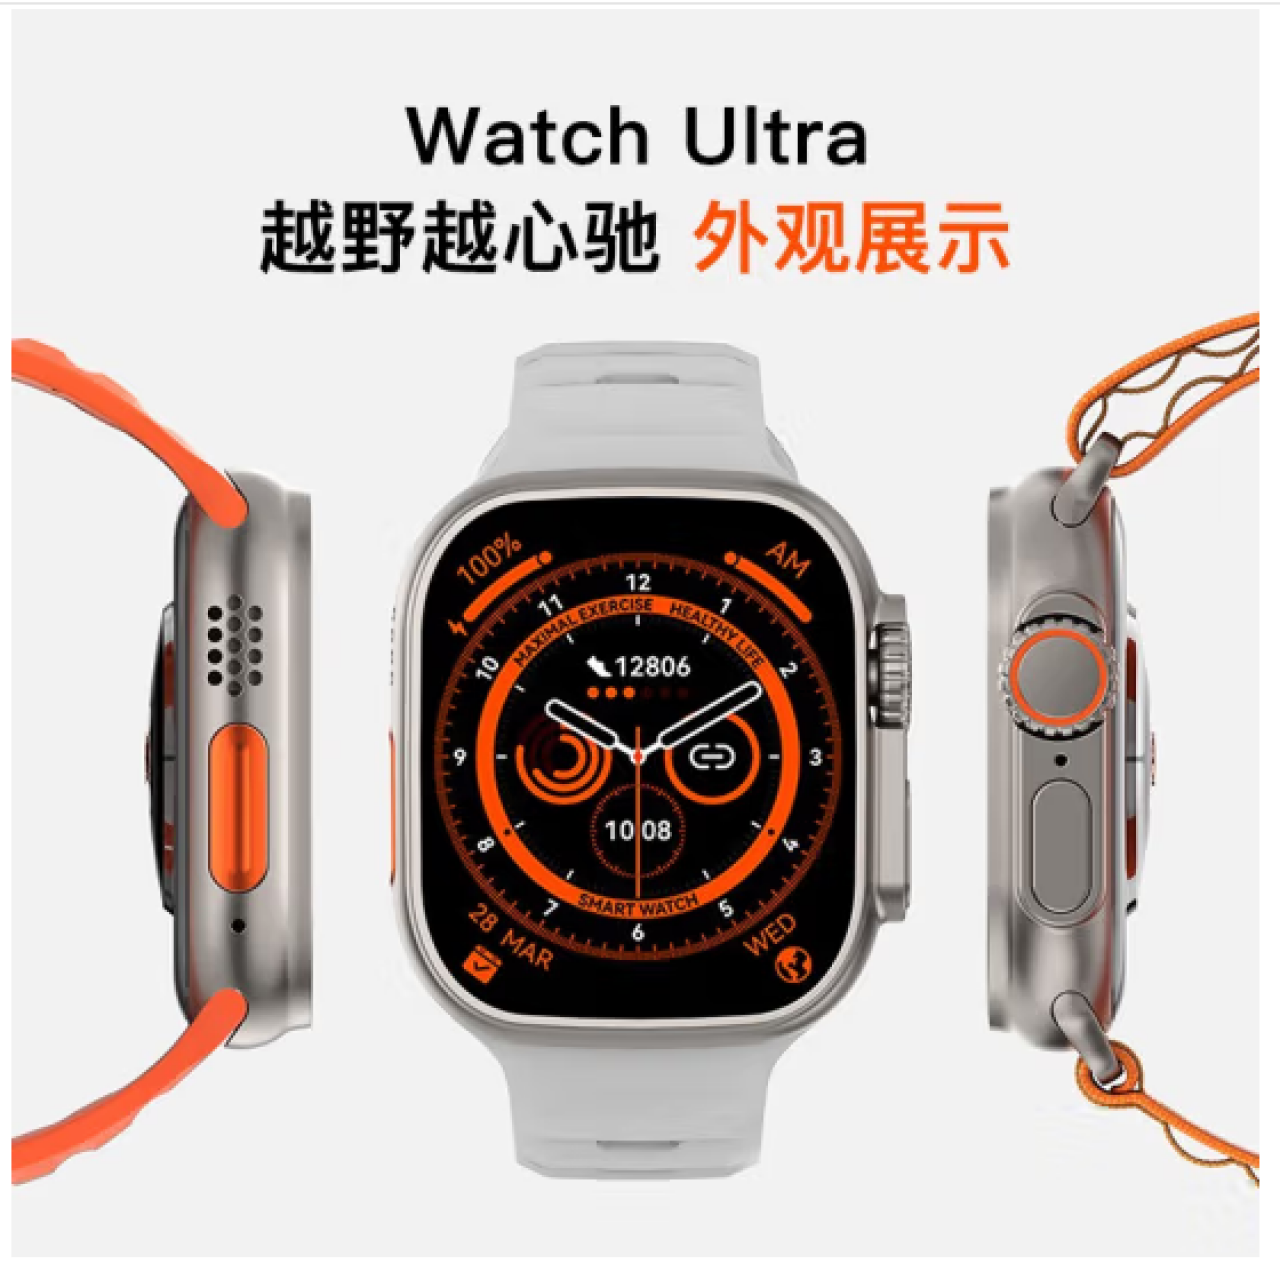 Watch Ultra
越野越心驰 外观展示
100%
AM
12
11
1
MAXIMAL EXERCISE HEALTHY LIFE
10
2
12806
9
3
10 08
8
4
SMART WATCH
7
5
6
28 MAR
WED